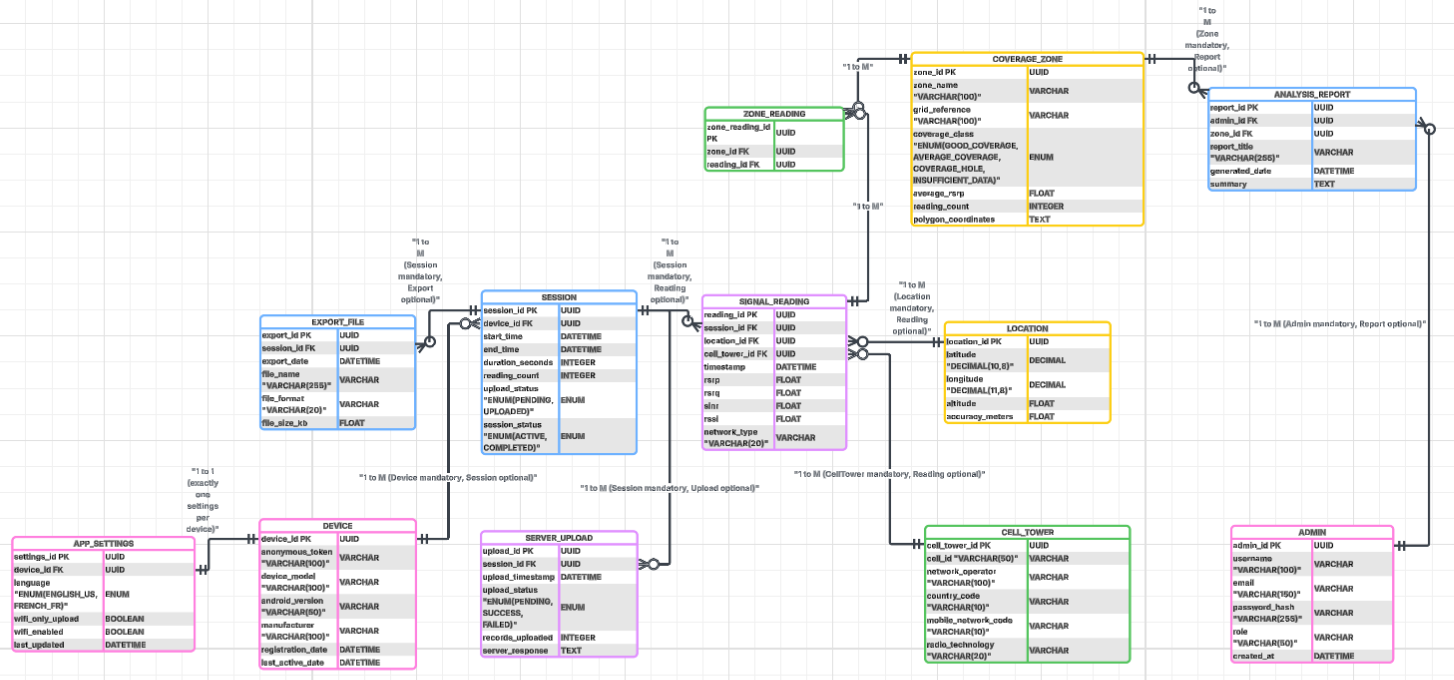 "1 to
M
(Zone
mandatory,
Report
optional)"
"1 to M"
COVERAGE_ZONE
zone_id PK UUID
zone_name
"VARCHAR(100)" VARCHAR
grid_reference
"VARCHAR(100)" VARCHAR
coverage_class
"ENUM(GOOD_COVERAGE,
AVERAGE_COVERAGE,
COVERAGE_HOLE,
INSUFFICIENT_DATA)" ENUM
average_rsrp FLOAT
reading_count INTEGER
polygon_coordinates TEXT
ANALYSIS_REPORT
report_id PK UUID
admin_id FK UUID
zone_id FK UUID
report_title
"VARCHAR(255)" VARCHAR
generated_date DATETIME
summary TEXT
ZONE_READING
zone_reading_id
PK UUID
zone_id FK UUID
reading_id FK UUID
"1 to M"
"1 to
M
(Session
mandatory,
Export
optional)"
"1 to
M
(Session
mandatory,
Reading
optional)"
"1 to
M
(Location
mandatory,
Reading
optional)"
EXPORT_FILE
export_id PK UUID
session_id FK UUID
export_date DATETIME
file_name
"VARCHAR(255)" VARCHAR
file_format
"VARCHAR(20)" VARCHAR
file_size_kb FLOAT
SESSION
session_id PK UUID
device_id FK UUID
start_time DATETIME
end_time DATETIME
duration_seconds INTEGER
reading_count INTEGER
upload_status
"ENUM(PENDING,
UPLOADED)" ENUM
session_status
"ENUM(ACTIVE,
COMPLETED)" ENUM
SIGNAL_READING
reading_id PK UUID
session_id FK UUID
location_id FK UUID
cell_tower_id FK UUID
timestamp DATETIME
rsrp FLOAT
rsrq FLOAT
sinr FLOAT
rssi FLOAT
network_type
"VARCHAR(20)" VARCHAR
LOCATION
location_id PK UUID
latitude
"DECIMAL(10,8)" DECIMAL
longitude
"DECIMAL(11,8)" DECIMAL
altitude FLOAT
accuracy_meters FLOAT
"1 to M (Admin mandatory, Report optional)"
"1 to 1
(exactly
one
settings
per
device)"
"1 to M (Device mandatory, Session optional)"
"1 to M (Session mandatory, Upload optional)"
"1 to M (CellTower mandatory, Reading optional)"
APP_SETTINGS
settings_id PK UUID
device_id FK UUID
language
"ENUM(ENGLISH_US,
FRENCH_FR)" ENUM
wifi_only_upload BOOLEAN
wifi_enabled BOOLEAN
last_updated DATETIME
DEVICE
device_id PK UUID
anonymous_token
"VARCHAR(100)" VARCHAR
device_model
"VARCHAR(100)" VARCHAR
android_version
"VARCHAR(50)" VARCHAR
manufacturer
"VARCHAR(100)" VARCHAR
registration_date DATETIME
last_active_date DATETIME
SERVER_UPLOAD
upload_id PK UUID
session_id FK UUID
upload_timestamp DATETIME
upload_status
"ENUM(PENDING,
SUCCESS,
FAILED)" ENUM
records_uploaded INTEGER
server_response TEXT
CELL_TOWER
cell_tower_id PK UUID
cell_id "VARCHAR(50)" VARCHAR
network_operator
"VARCHAR(100)" VARCHAR
country_code
"VARCHAR(10)" VARCHAR
mobile_network_code
"VARCHAR(10)" VARCHAR
radio_technology
"VARCHAR(20)" VARCHAR
ADMIN
admin_id PK UUID
username
"VARCHAR(100)" VARCHAR
email
"VARCHAR(150)" VARCHAR
password_hash
"VARCHAR(255)" VARCHAR
role
"VARCHAR(50)" VARCHAR
created_at DATETIME